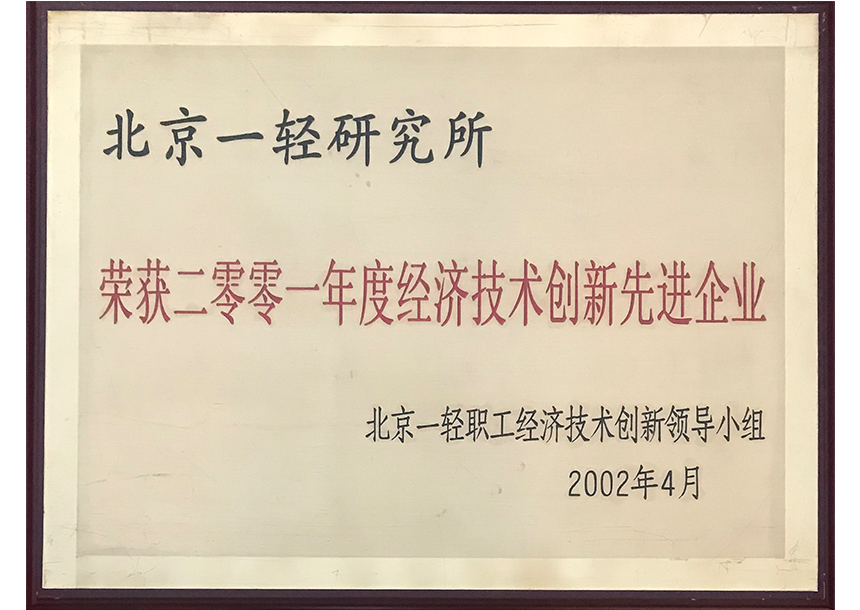 北京一轻研究所
荣获二零零一年度经济技术创新先进企业
北京一轻职工经济技术创新领导小组
2002年4月